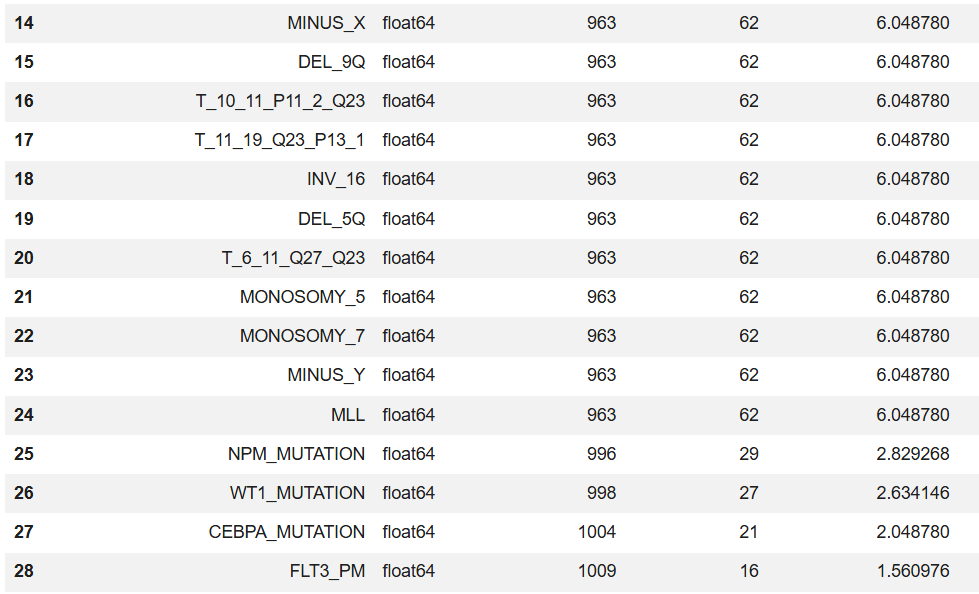 14 MINUS_X float64 963 62 6.048780
15 DEL_9Q float64 963 62 6.048780
16 T_10_11_P11_2_Q23 float64 963 62 6.048780
17 T_11_19_Q23_P13_1 float64 963 62 6.048780
18 INV_16 float64 963 62 6.048780
19 DEL_5Q float64 963 62 6.048780
20 T_6_11_Q27_Q23 float64 963 62 6.048780
21 MONOSOMY_5 float64 963 62 6.048780
22 MONOSOMY_7 float64 963 62 6.048780
23 MINUS_Y float64 963 62 6.048780
24 MLL float64 963 62 6.048780
25 NPM_MUTATION float64 996 29 2.829268
26 WT1_MUTATION float64 998 27 2.634146
27 CEBPA_MUTATION float64 1004 21 2.048780
28 FLT3_PM float64 1009 16 1.560976